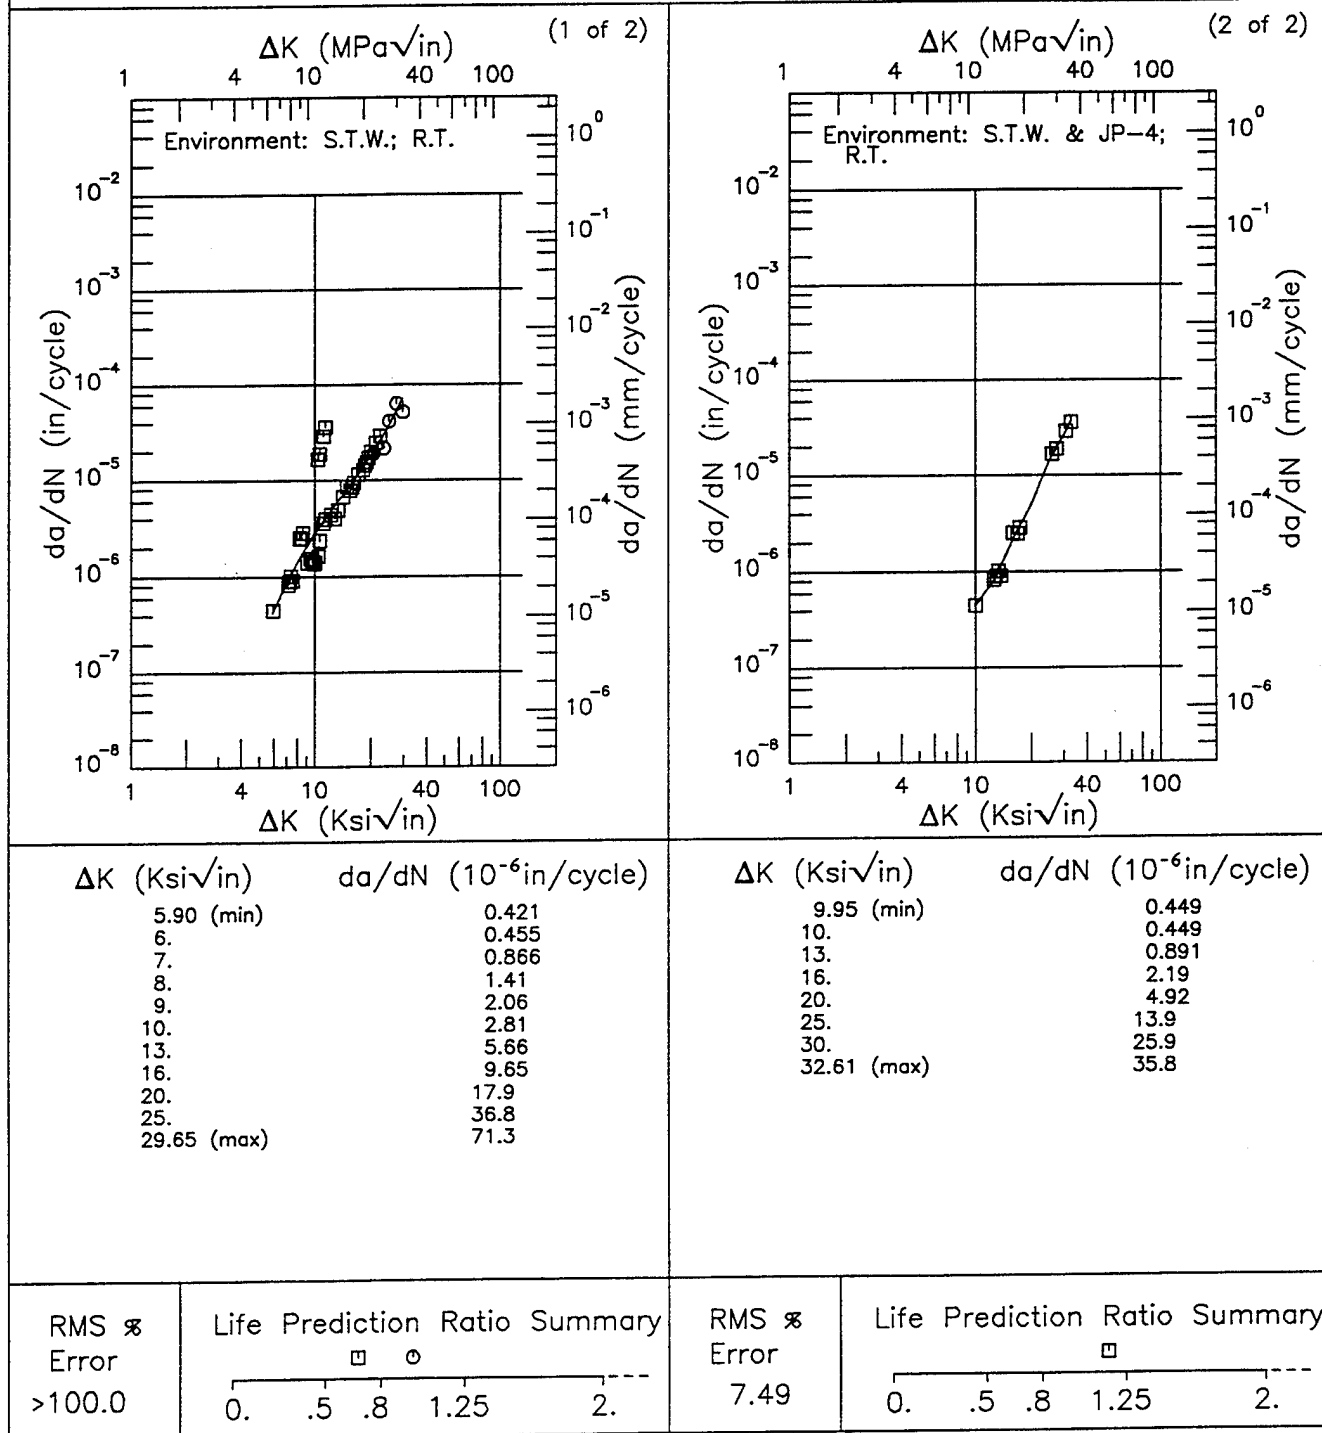 (1 of 2)
ΔK (MPa√in)
1 4 10 40 100
Environment: S.T.W.; R.T.
10⁻²
10⁻³
10⁻⁴
10⁻⁵
10⁻⁶
10⁻⁷
10⁻⁸
da/dN (in/cycle)
10⁰
10⁻¹
10⁻²
10⁻³
10⁻⁴
10⁻⁵
10⁻⁶
da/dN (mm/cycle)
1 4 10 40 100
ΔK (Ksi√in)
ΔK (Ksi√in) da/dN (10⁻⁶in/cycle)
5.90 (min) 0.421
6. 0.455
7. 0.866
8. 1.41
9. 2.06
10. 2.81
13. 5.66
16. 9.65
20. 17.9
25. 36.8
29.65 (max) 71.3
RMS %
Error
>100.0
Life Prediction Ratio Summary
0. .5 .8 1.25 2.
(2 of 2)
ΔK (MPa√in)
1 4 10 40 100
Environment: S.T.W. & JP-4;
R.T.
10⁻²
10⁻³
10⁻⁴
10⁻⁵
10⁻⁶
10⁻⁷
10⁻⁸
da/dN (in/cycle)
10⁰
10⁻¹
10⁻²
10⁻³
10⁻⁴
10⁻⁵
10⁻⁶
da/dN (mm/cycle)
1 4 10 40 100
ΔK (Ksi√in)
ΔK (Ksi√in) da/dN (10⁻⁶in/cycle)
9.95 (min) 0.449
10. 0.449
13. 0.891
16. 2.19
20. 4.92
25. 13.9
30. 25.9
32.61 (max) 35.8
RMS %
Error
7.49
Life Prediction Ratio Summary
0. .5 .8 1.25 2.